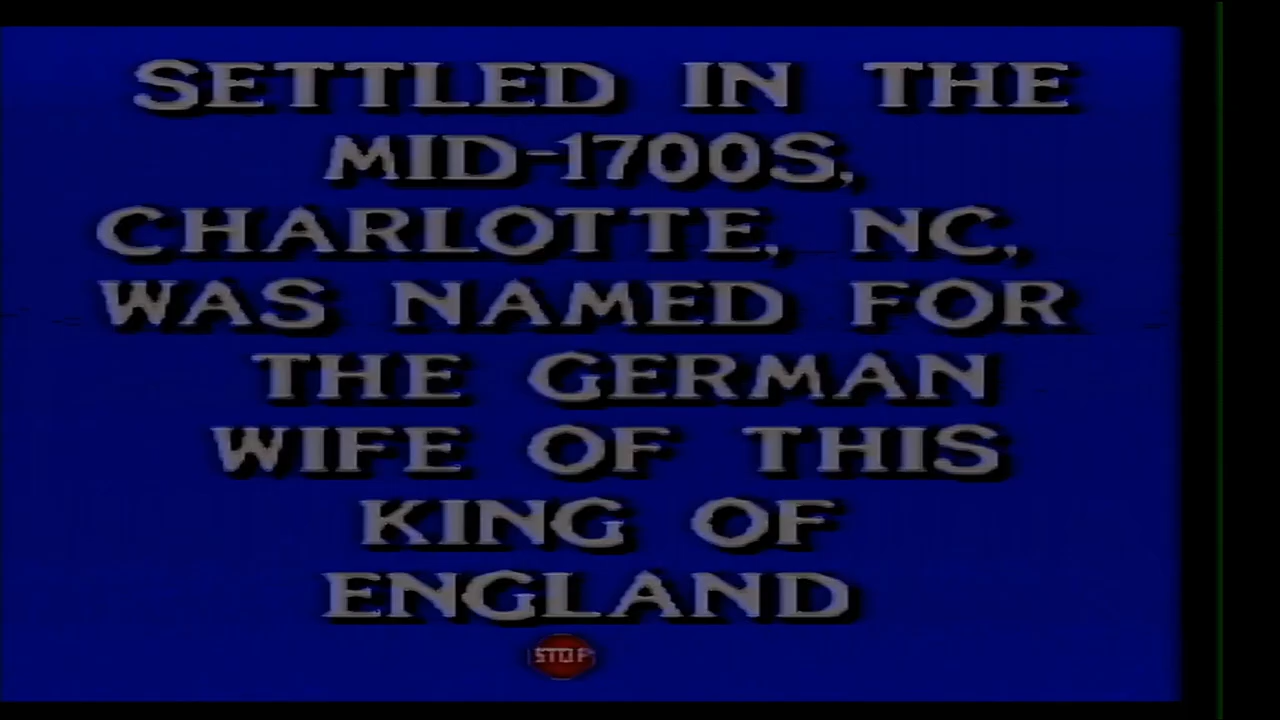 SETTLED IN THE
MID-1700S,
CHARLOTTE, NC,
WAS NAMED FOR
THE GERMAN
WIFE OF THIS
KING OF
ENGLAND
STOP